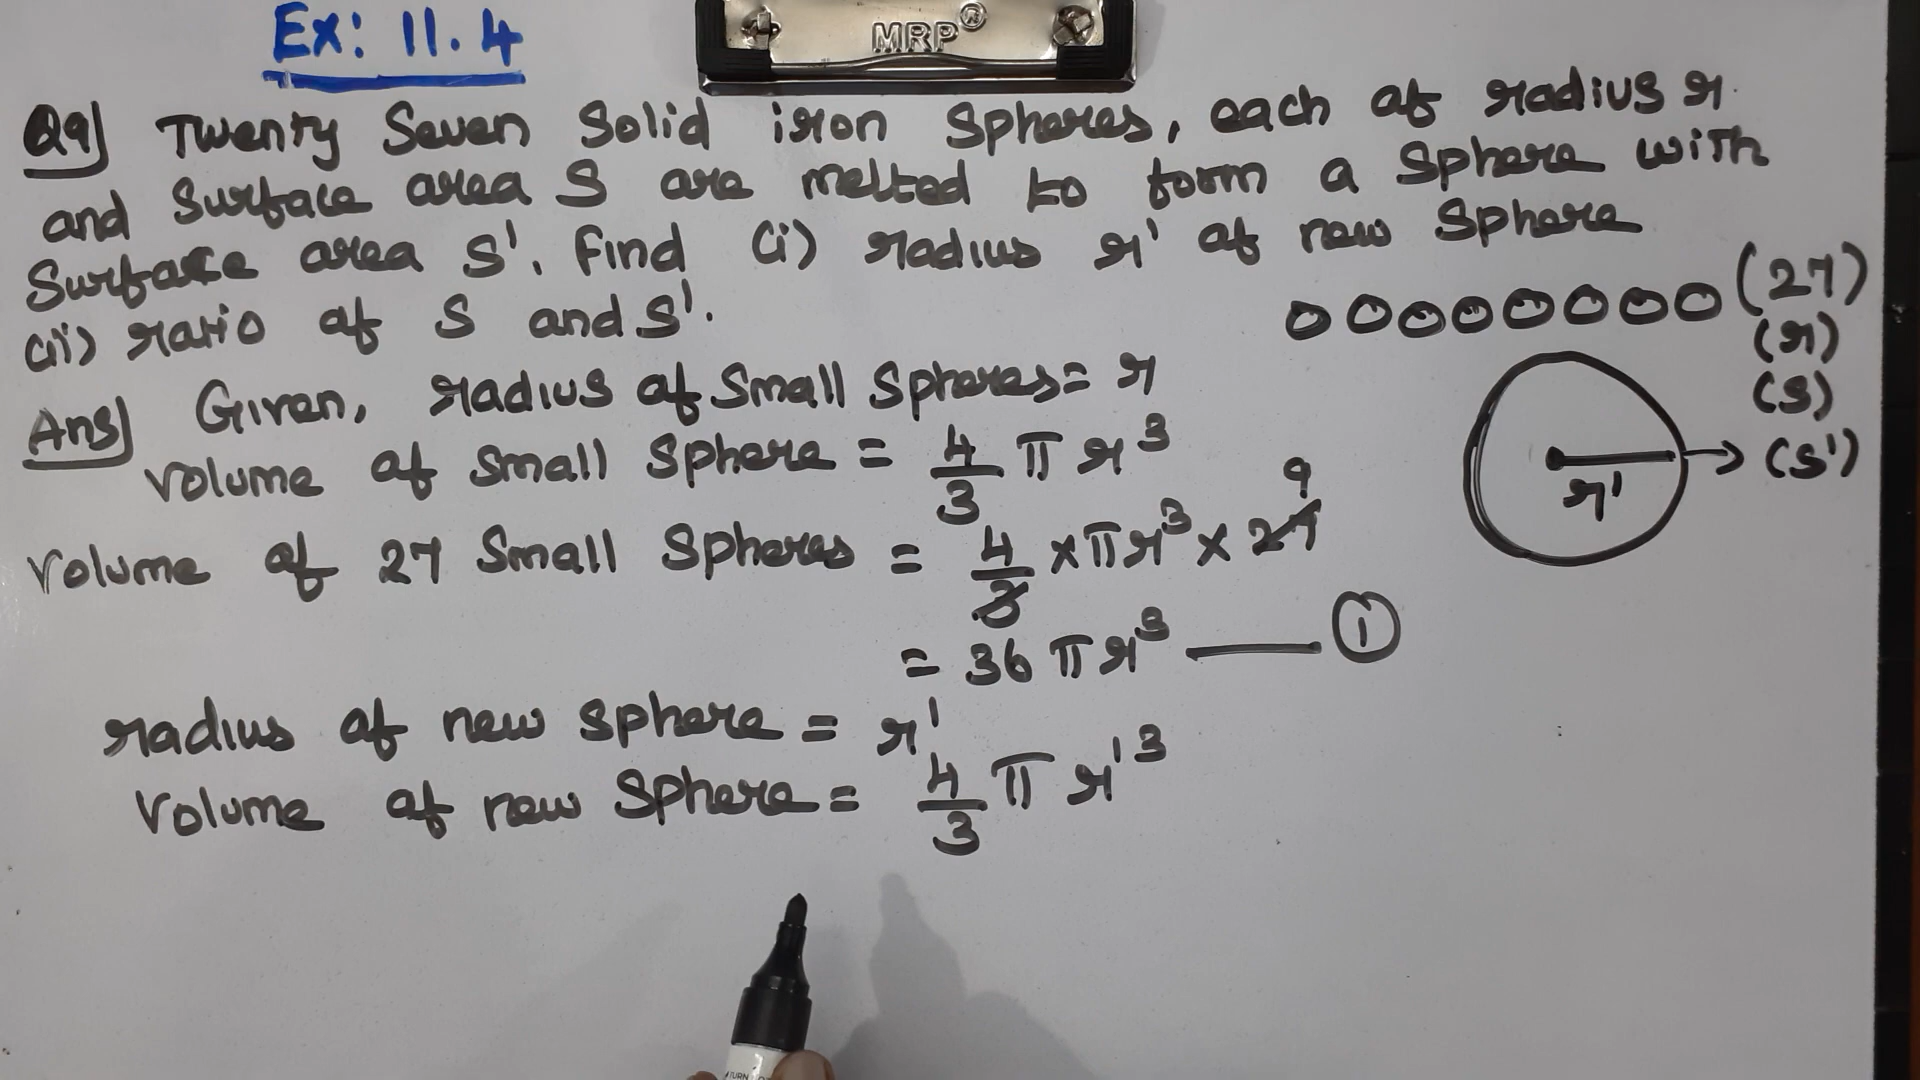 Ex: 11.4
MRP®
Q9) Twenty Seven Solid iron Spheres, each of radius r
and Surface area S are melted to form a Sphere with
Surface area S'. Find (i) radius r' of new Sphere
(ii) ratio of S and S'.
(27)
(r)
(S)
(S')
r'
Ans) Given, radius of Small Spheres = r
Volume of Small Sphere = 4/3 π r³
Volume of 27 Small Spheres = 4/3 × πr³ × 27 9
= 36 πr³ —— ①
radius of new Sphere = r'
Volume of new Sphere = 4/3 π r'³